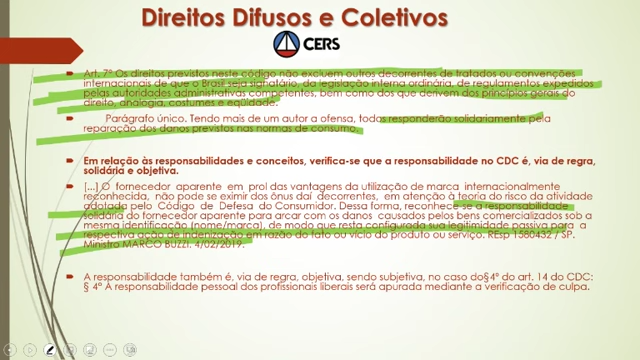 Direitos Difusos e Coletivos
CERS
Art. 7° Os direitos previstos neste código não excluem outros decorrentes de tratados ou convenções
internacionais de que o Brasil seja signatário, da legislação interna ordinária, de regulamentos expedidos
pelas autoridades administrativas competentes, bem como dos que derivem dos princípios gerais do
direito, analogia, costumes e eqüidade.
Parágrafo único. Tendo mais de um autor a ofensa, todos responderão solidariamente pela
reparação dos danos previstos nas normas de consumo.
Em relação às responsabilidades e conceitos, verifica-se que a responsabilidade no CDC é, via de regra,
solidária e objetiva.
[...] O fornecedor aparente em prol das vantagens da utilização de marca internacionalmente
reconhecida, não pode se eximir dos ônus daí decorrentes, em atenção à teoria do risco da atividade
adotada pelo Código de Defesa do Consumidor. Dessa forma, reconhece-se a responsabilidade
solidária do fornecedor aparente para arcar com os danos causados pelos bens comercializados sob a
mesma identificação (nome/marca), de modo que resta configurada sua legitimidade passiva para a
respectiva ação de indenização em razão do fato ou vício do produto ou serviço. REsp 1580432 / SP.
Ministro MARCO BUZZI. 4/02/2019.
A responsabilidade também é, via de regra, objetiva, sendo subjetiva, no caso do§4° do art. 14 do CDC:
§ 4° A responsabilidade pessoal dos profissionais liberais será apurada mediante a verificação de culpa.